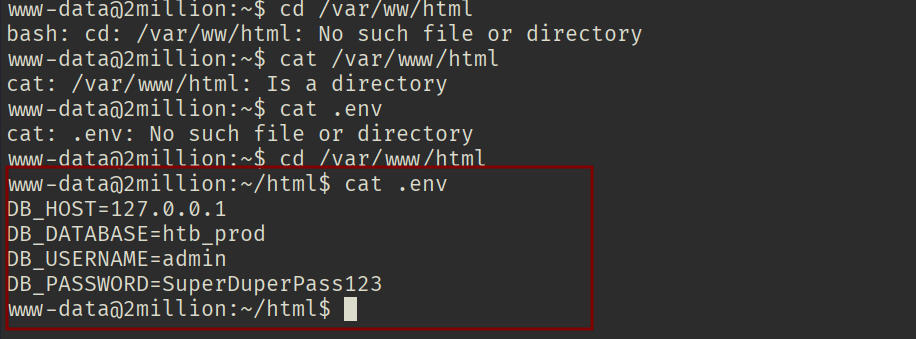 www-data@2million:~$ cd /var/ww/html
bash: cd: /var/ww/html: No such file or directory
www-data@2million:~$ cat /var/www/html
cat: /var/www/html: Is a directory
www-data@2million:~$ cat .env
cat: .env: No such file or directory
www-data@2million:~$ cd /var/www/html
www-data@2million:~/html$ cat .env
DB_HOST=127.0.0.1
DB_DATABASE=htb_prod
DB_USERNAME=admin
DB_PASSWORD=SuperDuperPass123
www-data@2million:~/html$